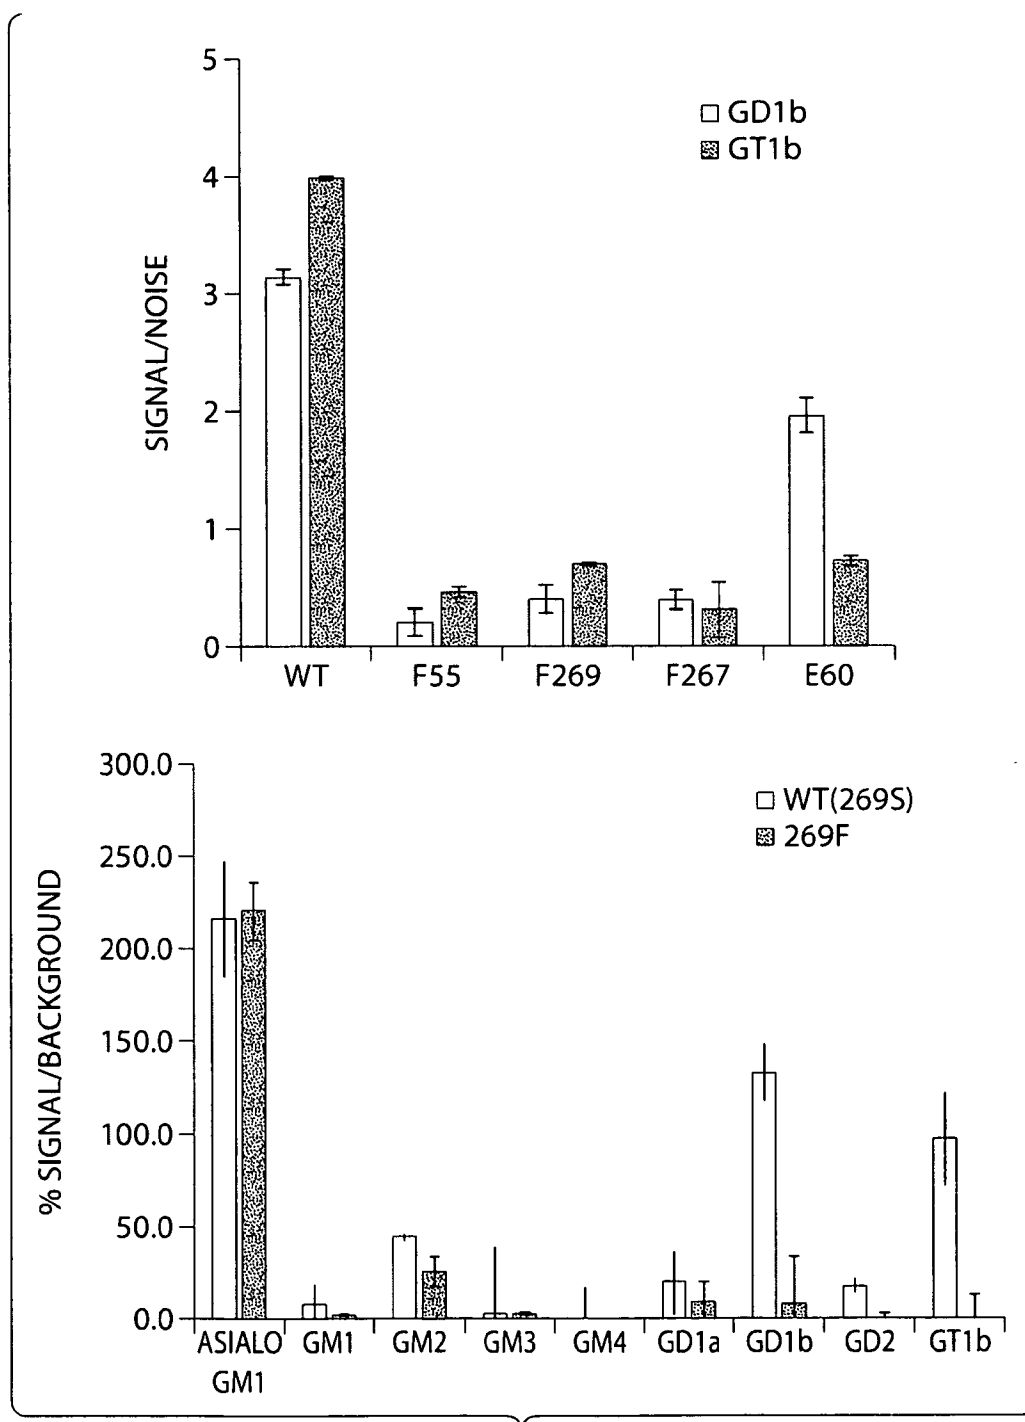 5
GD1b
GT1b
4
SIGNAL/NOISE
3
2
1
0
WT F55 F269 F267 E60
300.0
WT(269S)
269F
250.0
% SIGNAL/BACKGROUND
200.0
150.0
100.0
50.0
0.0
ASIALO GM1 GM2 GM3 GM4 GD1a GD1b GD2 GT1b
GM1